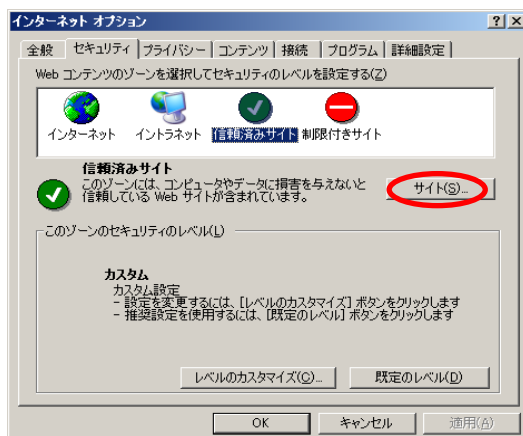 インターネット オプション
全般 セキュリティ プライバシー コンテンツ 接続 プログラム 詳細設定
Web コンテンツのゾーンを選択してセキュリティのレベルを設定する(Z)
インターネット イントラネット 信頼済みサイト 制限付きサイト
信頼済みサイト
このゾーンには、コンピュータやデータに損害を与えないと
信頼している Web サイトが含まれています。
サイト(S)...
このゾーンのセキュリティのレベル(L)
カスタム
カスタム設定
- 設定を変更するには、[レベルのカスタマイズ] ボタンをクリックします
- 推奨設定を使用するには、[既定のレベル] ボタンをクリックします
レベルのカスタマイズ(C)... 既定のレベル(D)
OK キャンセル 適用(A)